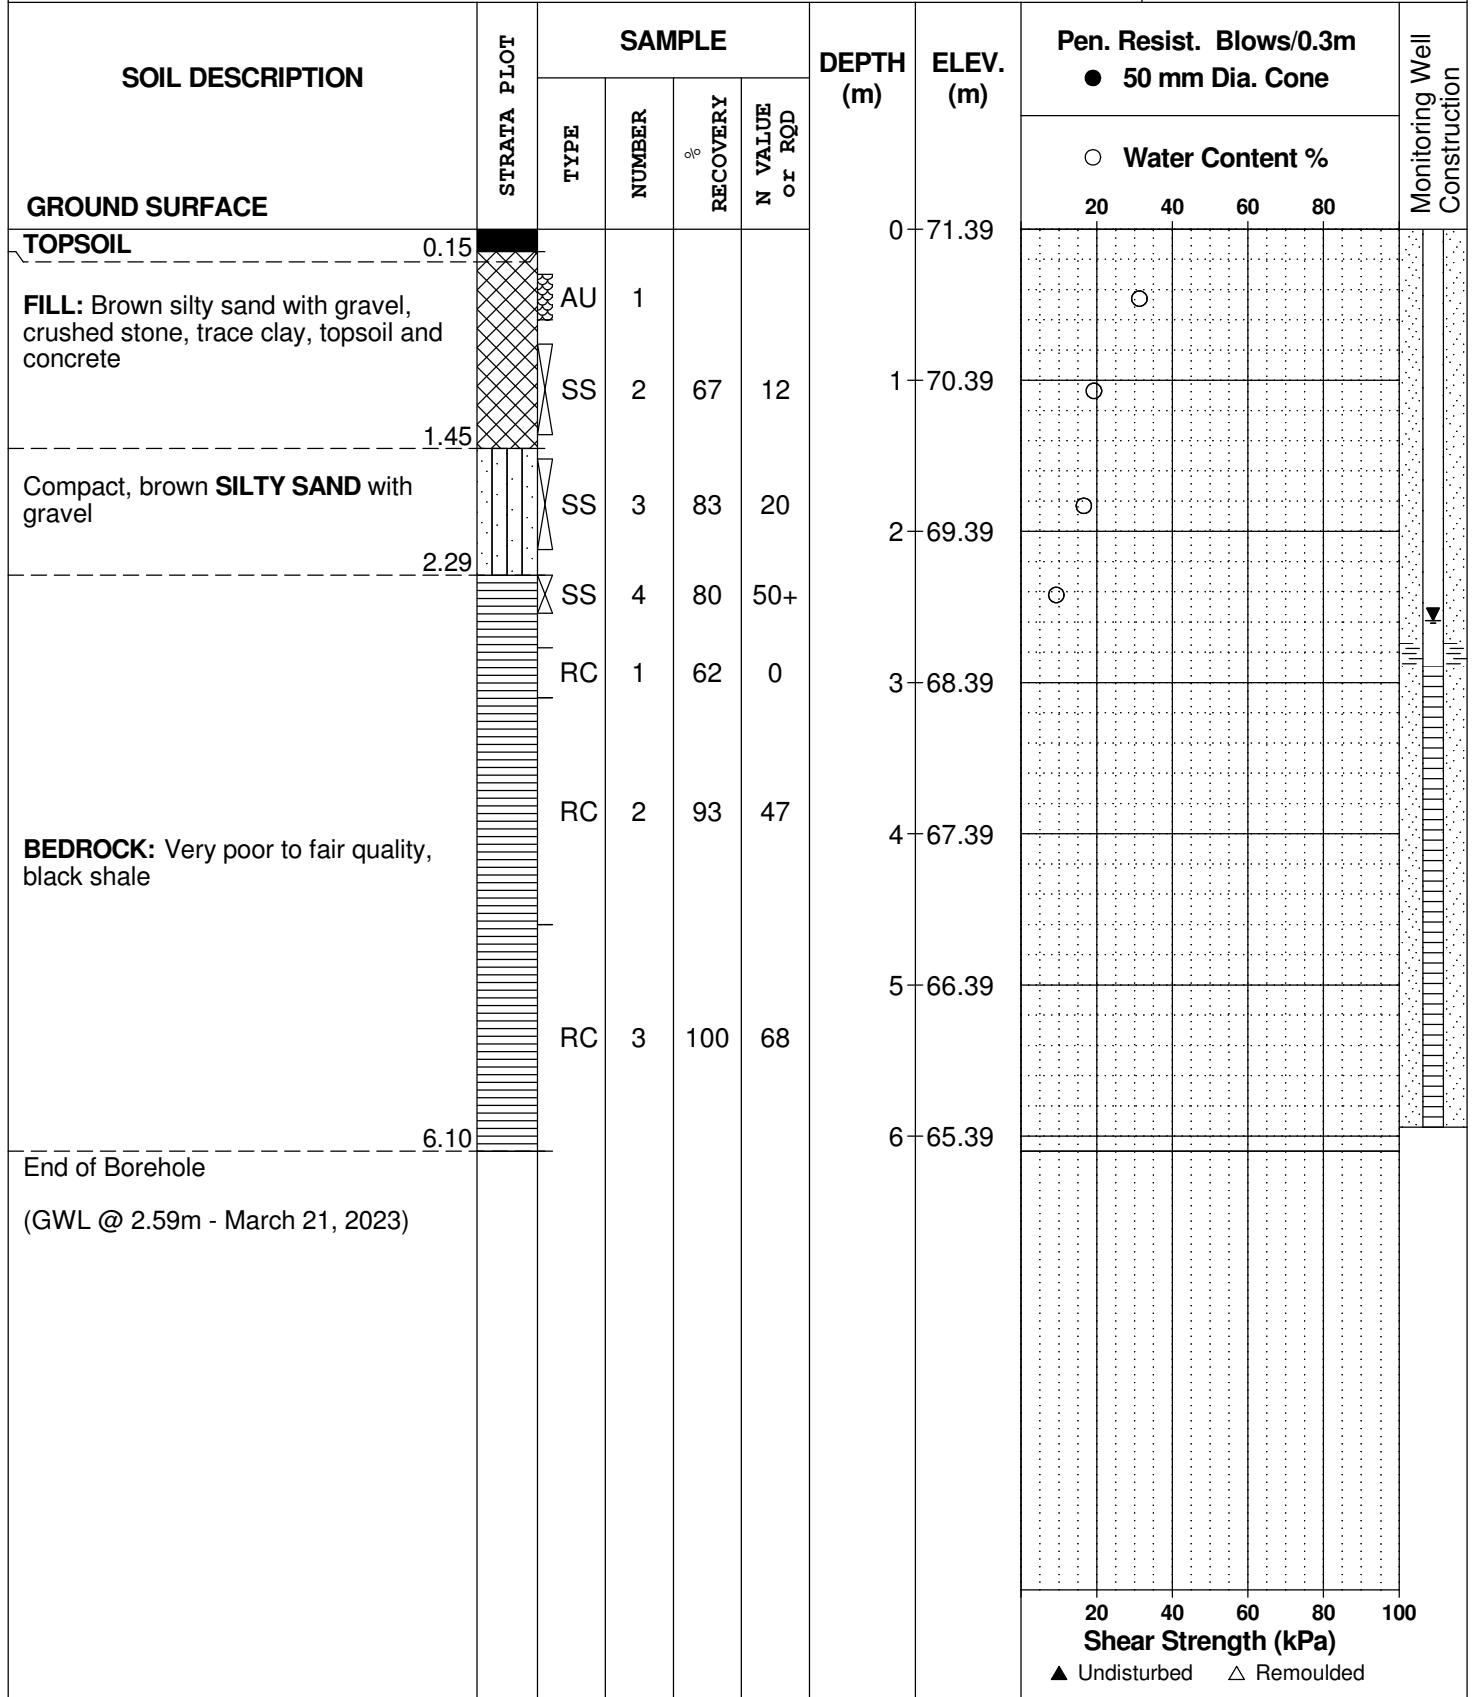 SOIL DESCRIPTION
GROUND SURFACE
STRATA PLOT
SAMPLE
TYPE
NUMBER
% RECOVERY
N VALUE or RQD
DEPTH (m)
ELEV. (m)
Pen. Resist. Blows/0.3m
● 50 mm Dia. Cone
○ Water Content %
20 40 60 80
Monitoring Well
Construction
TOPSOIL 0.15
0 71.39
FILL: Brown silty sand with gravel,
crushed stone, trace clay, topsoil and
concrete
AU 1
1 70.39
SS 2 67 12
1.45
Compact, brown SILTY SAND with
gravel
SS 3 83 20
2 69.39
2.29
SS 4 80 50+
RC 1 62 0
3 68.39
RC 2 93 47
4 67.39
BEDROCK: Very poor to fair quality,
black shale
5 66.39
RC 3 100 68
6.10
6 65.39
End of Borehole
(GWL @ 2.59m - March 21, 2023)
20 40 60 80 100
Shear Strength (kPa)
▲ Undisturbed △ Remoulded